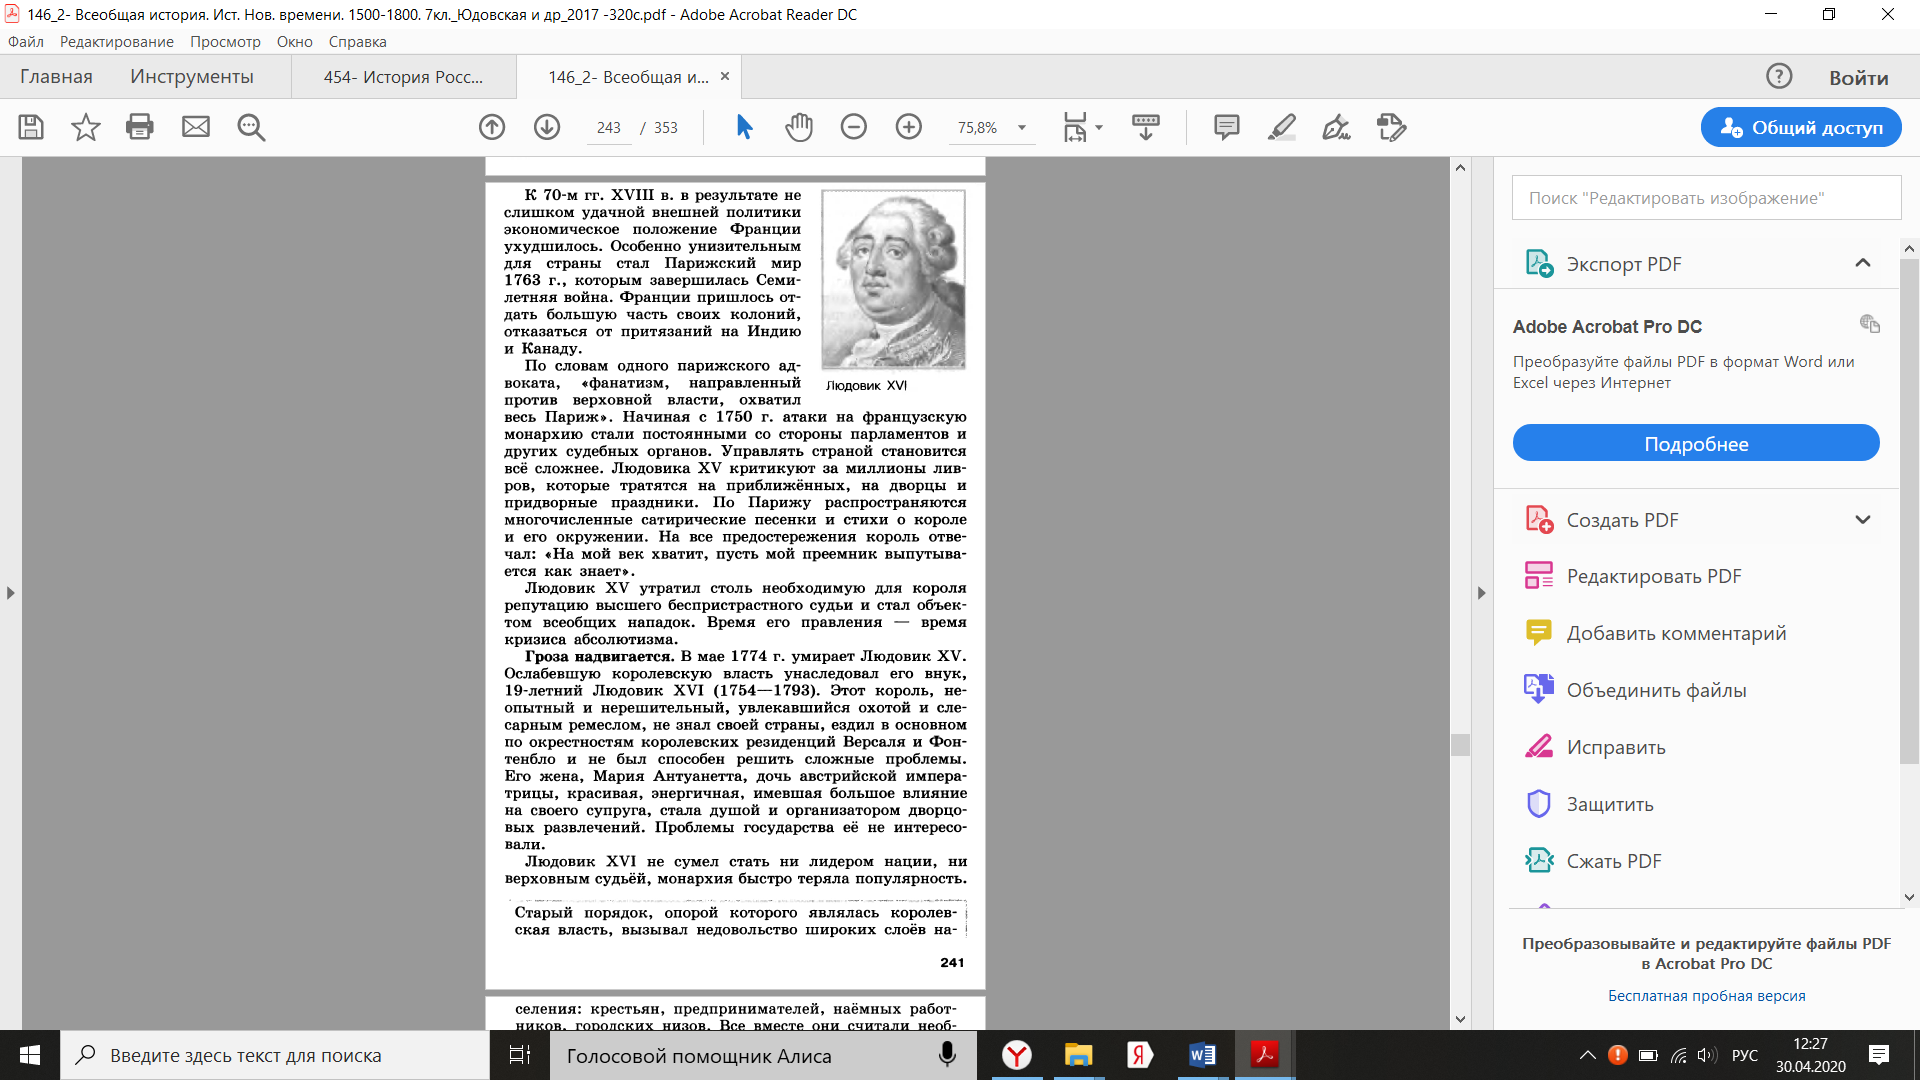 146_2- Всеобщая история. Ист. Нов. времени. 1500-1800. 7кл._Юдовская и др_2017 -320с.pdf - Adobe Acrobat Reader DC
Файл Редактирование Просмотр Окно Справка
Главная Инструменты 454- История Росс... 146_2- Всеобщая и... Войти
243 / 353 75,8% Общий доступ
К 70-м гг. XVIII в. в результате не
слишком удачной внешней политики
экономическое положение Франции
ухудшилось. Особенно унизительным
для страны стал Парижский мир
1763 г., которым завершилась Семи-
летняя война. Франции пришлось от-
дать большую часть своих колоний,
отказаться от притязаний на Индию
и Канаду.
Людовик XVI
По словам одного парижского ад-
воката, «фанатизм, направленный
против верховной власти, охватил
весь Париж». Начиная с 1750 г. атаки на французскую
монархию стали постоянными со стороны парламентов и
других судебных органов. Управлять страной становится
всё сложнее. Людовика XV критикуют за миллионы лив-
ров, которые тратятся на приближённых, на дворцы и
придворные праздники. По Парижу распространяются
многочисленные сатирические песенки и стихи о короле
и его окружении. На все предостережения король отве-
чал: «На мой век хватит, пусть мой преемник выпутыва-
ется как знает».
Людовик XV утратил столь необходимую для короля
репутацию высшего беспристрастного судьи и стал объек-
том всеобщих нападок. Время его правления — время
кризиса абсолютизма.
Гроза надвигается. В мае 1774 г. умирает Людовик XV.
Ослабевшую королевскую власть унаследовал его внук,
19-летний Людовик XVI (1754—1793). Этот король, не-
опытный и нерешительный, увлекавшийся охотой и сле-
сарным ремеслом, не знал своей страны, ездил в основном
по окрестностям королевских резиденций Версаля и Фон-
тенбло и не был способен решить сложные проблемы.
Его жена, Мария Антуанетта, дочь австрийской импера-
трицы, красивая, энергичная, имевшая большое влияние
на своего супруга, стала душой и организатором дворцо-
вых развлечений. Проблемы государства её не интересо-
вали.
Людовик XVI не сумел стать ни лидером нации, ни
верховным судьёй, монархия быстро теряла популярность.
Старый порядок, опорой которого являлась королев-
ская власть, вызывал недовольство широких слоёв на-
241
селения: крестьян, предпринимателей, наёмных работ-
ников, городских низов. Все вместе они считали необ-
Поиск "Редактировать изображение"
Экспорт PDF
Adobe Acrobat Pro DC
Преобразуйте файлы PDF в формат Word или
Excel через Интернет
Подробнее
Создать PDF
Редактировать PDF
Добавить комментарий
Объединить файлы
Исправить
Защитить
Сжать PDF
Преобразовывайте и редактируйте файлы PDF
в Acrobat Pro DC
Бесплатная пробная версия
Введите здесь текст для поиска
Голосовой помощник Алиса
РУС
12:27
30.04.2020